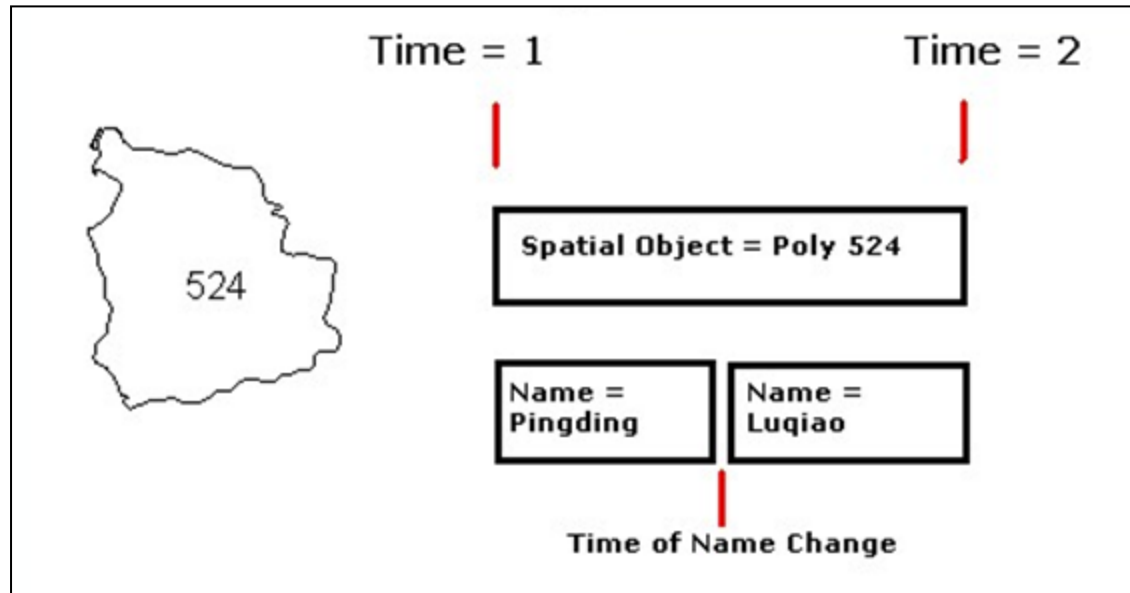 Time = 1
Time = 2
524
Spatial Object = Poly 524
Name =
Pingding
Name =
Luqiao
Time of Name Change